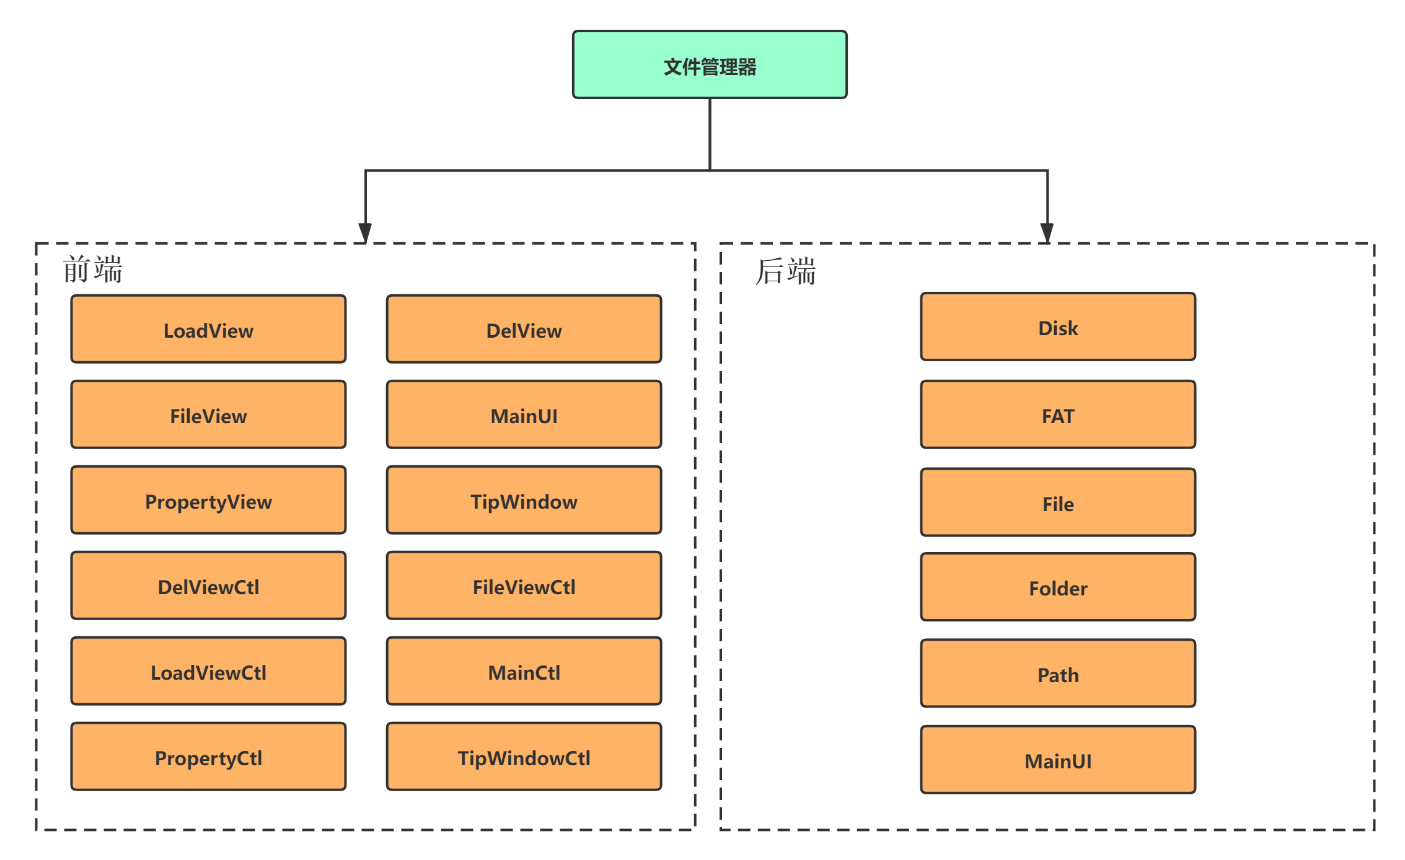 文件管理器
前端
LoadView
DelView
FileView
MainUI
PropertyView
TipWindow
DelViewCtl
FileViewCtl
LoadViewCtl
MainCtl
PropertyCtl
TipWindowCtl
后端
Disk
FAT
File
Folder
Path
MainUI